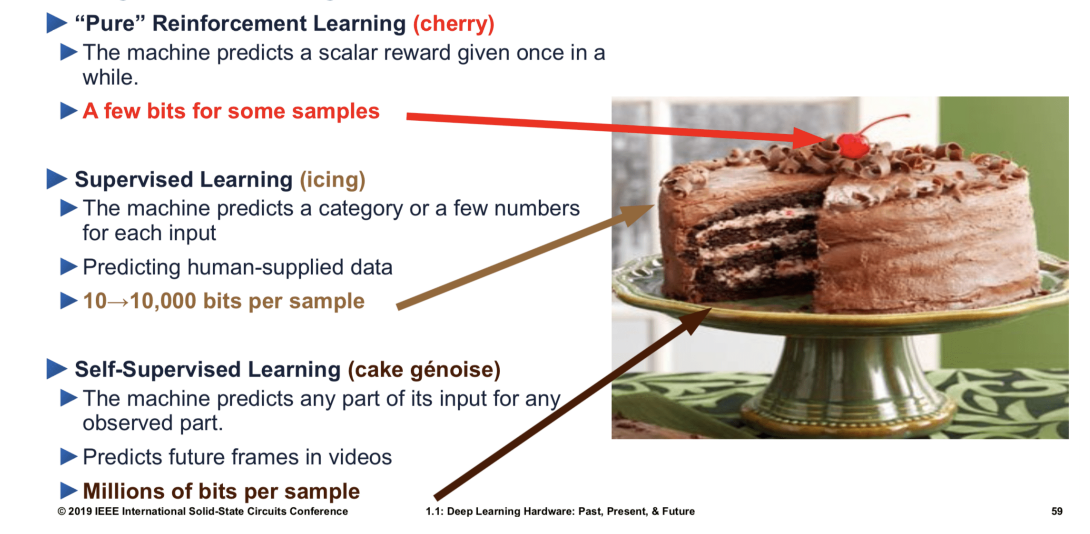 "Pure" Reinforcement Learning (cherry)
The machine predicts a scalar reward given once in a
while.
A few bits for some samples
Supervised Learning (icing)
The machine predicts a category or a few numbers
for each input
Predicting human-supplied data
10→10,000 bits per sample
Self-Supervised Learning (cake génoise)
The machine predicts any part of its input for any
observed part.
Predicts future frames in videos
Millions of bits per sample
© 2019 IEEE International Solid-State Circuits Conference
1.1: Deep Learning Hardware: Past, Present, & Future
59